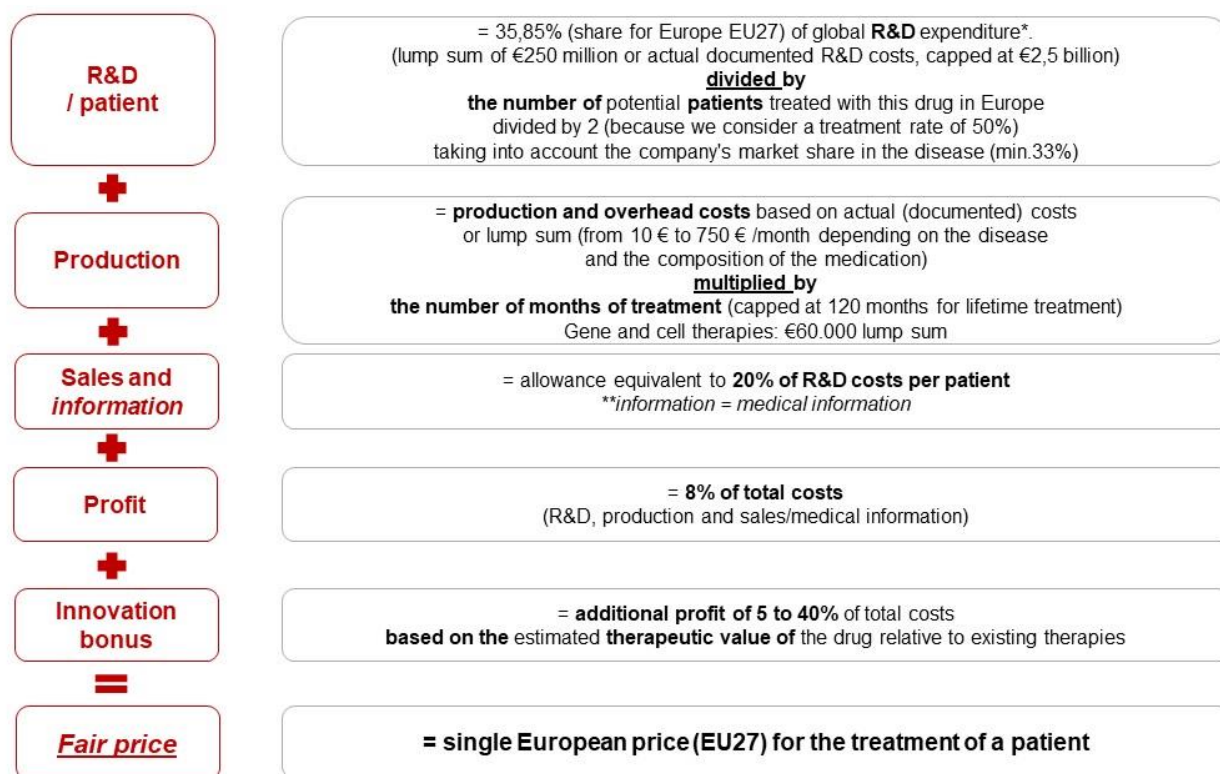 R&D
/ patient
= 35,85% (share for Europe EU27) of global R&D expenditure*.
(lump sum of €250 million or actual documented R&D costs, capped at €2,5 billion)
divided by
the number of potential patients treated with this drug in Europe
divided by 2 (because we consider a treatment rate of 50%)
taking into account the company's market share in the disease (min.33%)
Production
= production and overhead costs based on actual (documented) costs
or lump sum (from 10 € to 750 € /month depending on the disease
and the composition of the medication)
multiplied by
the number of months of treatment (capped at 120 months for lifetime treatment)
Gene and cell therapies: €60.000 lump sum
Sales and
information
= allowance equivalent to 20% of R&D costs per patient
**information = medical information
Profit
= 8% of total costs
(R&D, production and sales/medical information)
Innovation
bonus
= additional profit of 5 to 40% of total costs
based on the estimated therapeutic value of the drug relative to existing therapies
Fair price
= single European price (EU27) for the treatment of a patient